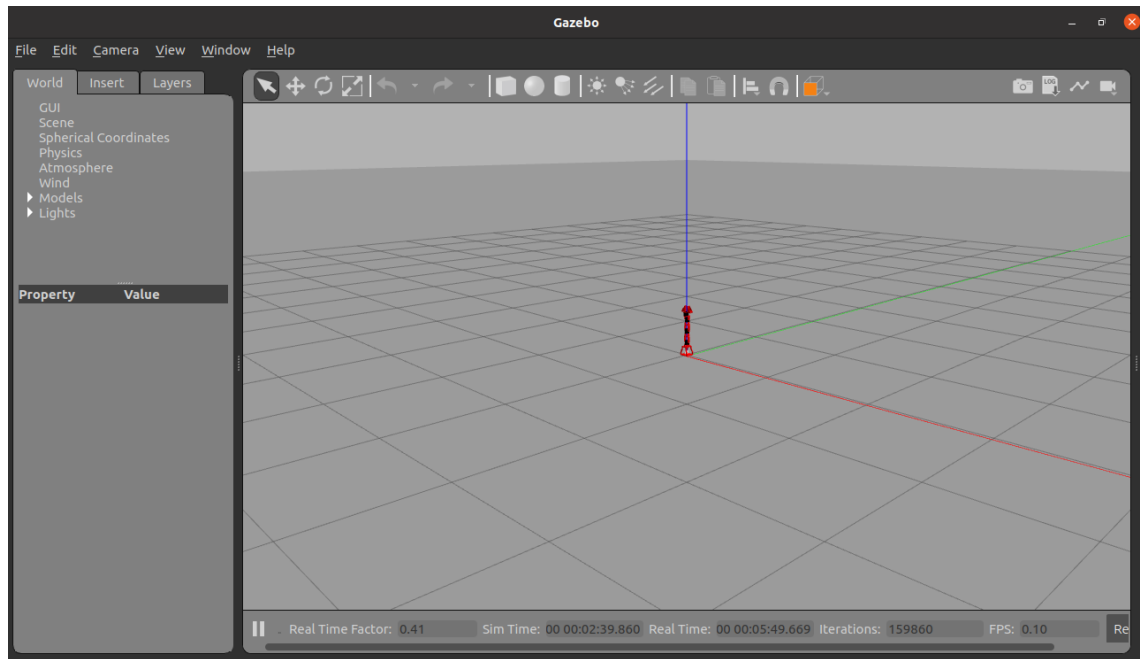 Gazebo
File Edit Camera View Window Help
World Insert Layers
GUI
Scene
Spherical Coordinates
Physics
Atmosphere
Wind
Models
Lights
Property Value
LOG
Real Time Factor: 0.41 Sim Time: 00 00:02:39.860 Real Time: 00 00:05:49.669 Iterations: 159860 FPS: 0.10 Re